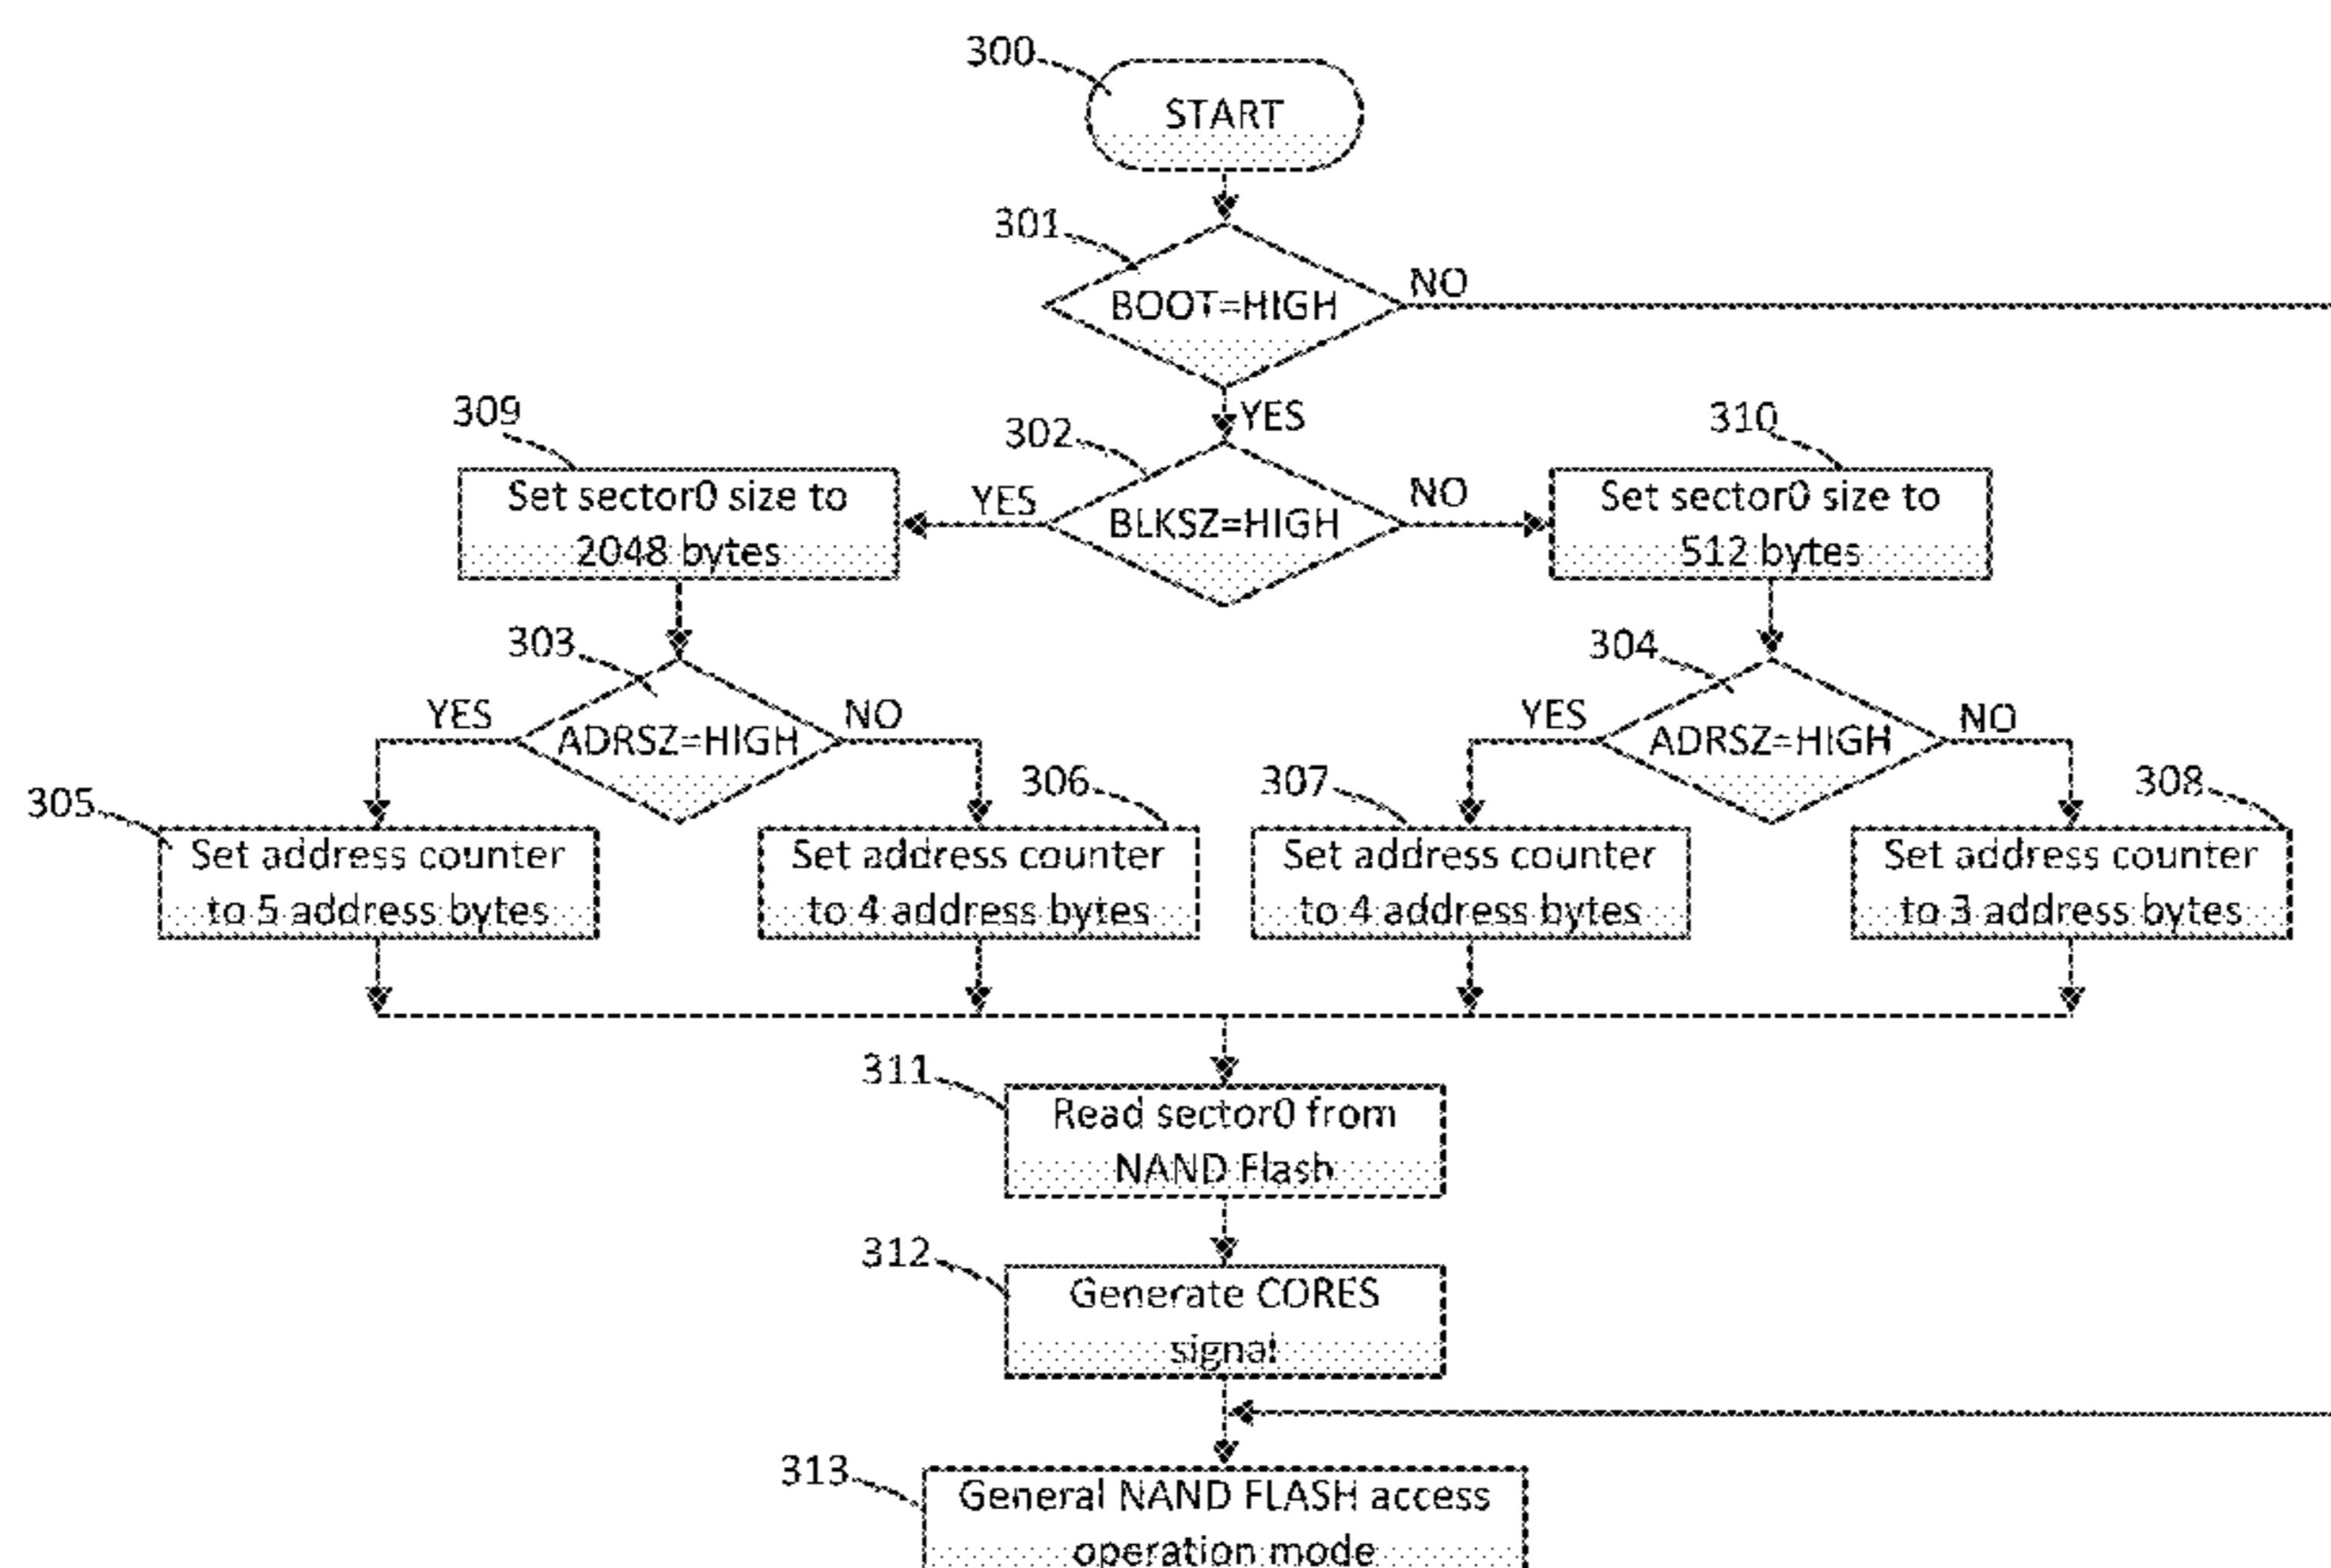 300
START
301
BOOT=HIGH
NO
YES
309
302
310
Set sector0 size to
2048 bytes
YES
BLKSZ=HIGH
NO
Set sector0 size to
512 bytes
303
304
YES
ADRSZ=HIGH
NO
YES
ADRSZ=HIGH
NO
305
306
307
308
Set address counter
to 5 address bytes
Set address counter
to 4 address bytes
Set address counter
to 4 address bytes
Set address counter
to 3 address bytes
311
Read sector0 from
NAND Flash
312
Generate CORES
signal
313
General NAND FLASH access
operation mode